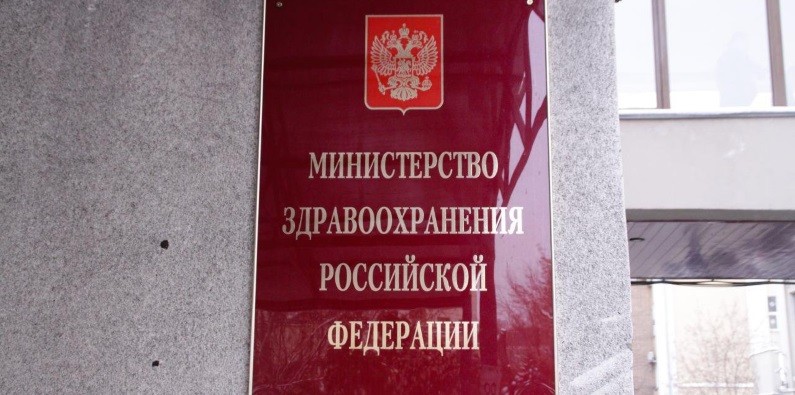 МИНИСТЕРСТВО
ЗДРАВООХРАНЕНИЯ
РОССИЙСКОЙ
ФЕДЕРАЦИИ